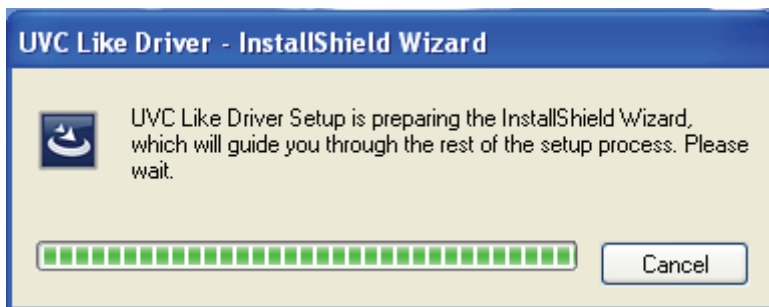 UVC Like Driver - InstallShield Wizard
UVC Like Driver Setup is preparing the InstallShield Wizard,
which will guide you through the rest of the setup process. Please
wait.
Cancel